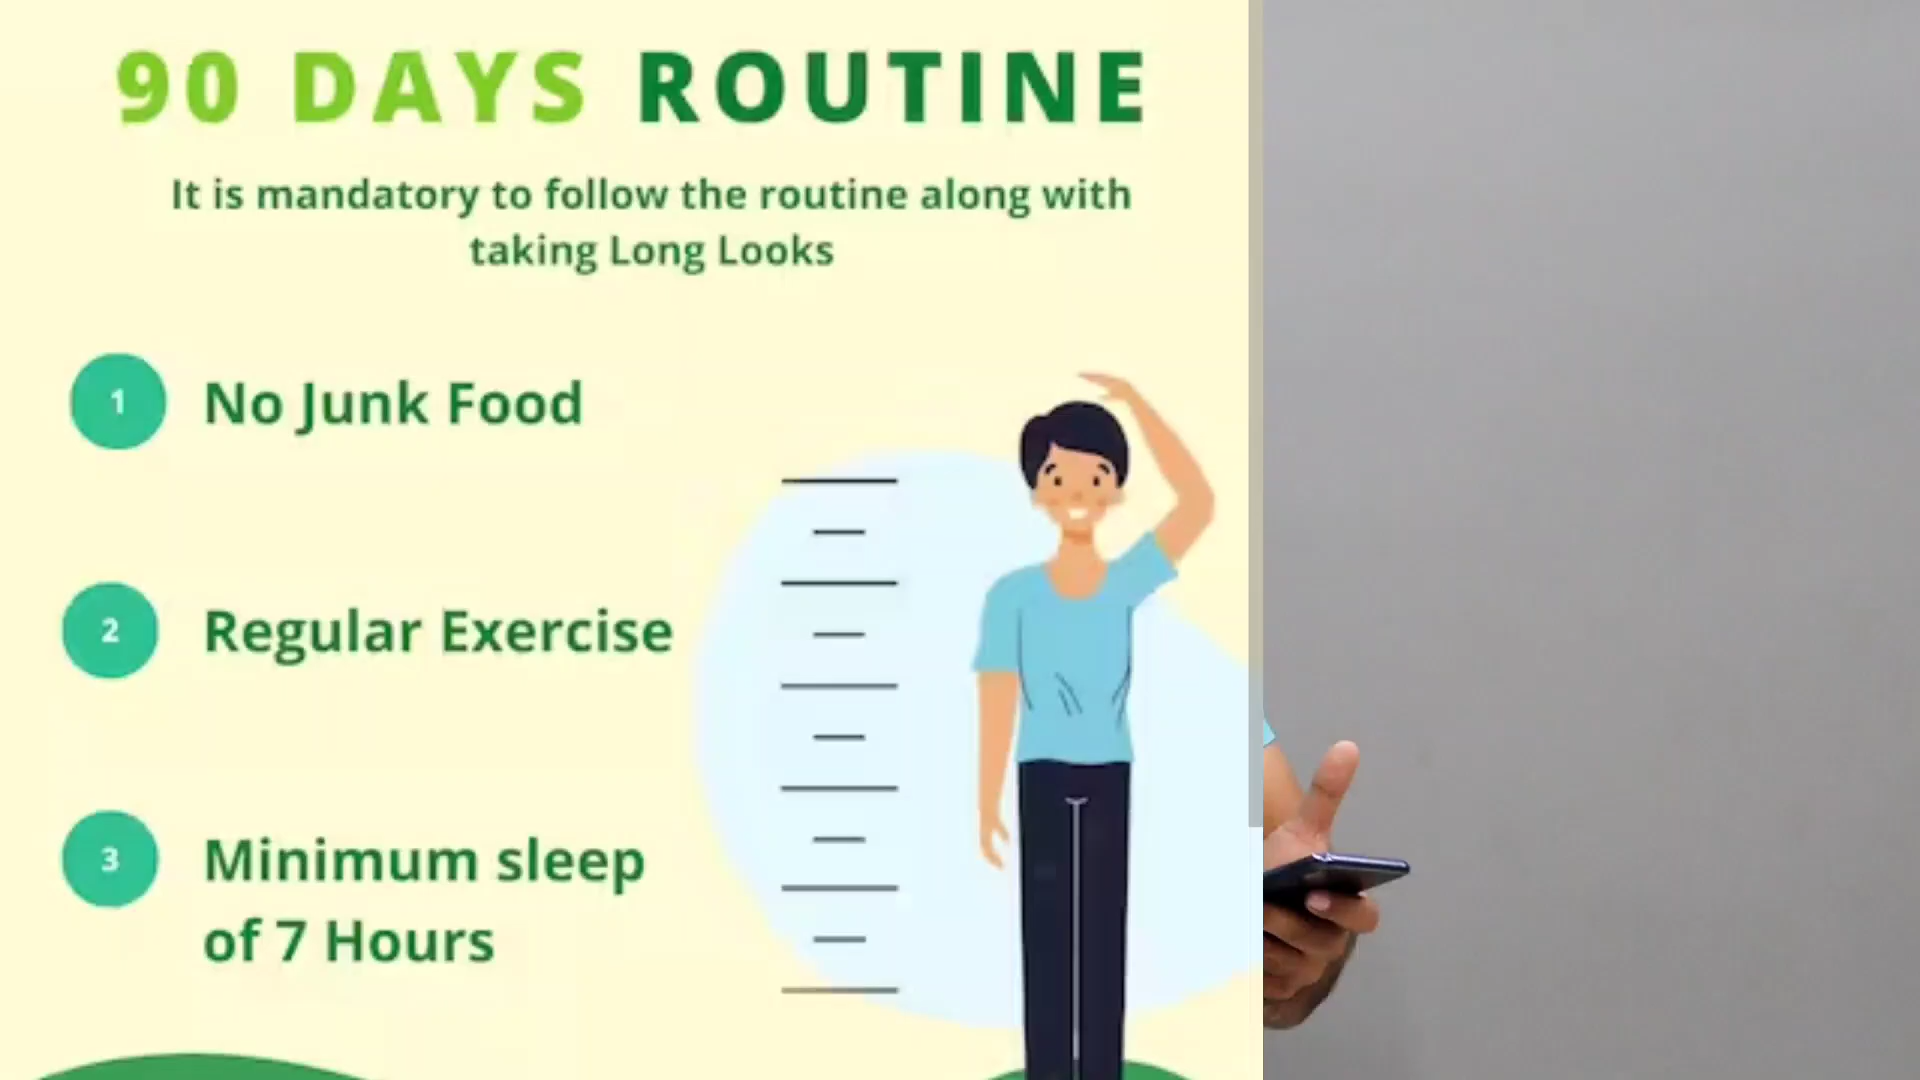 90 DAYS ROUTINE
It is mandatory to follow the routine along with
taking Long Looks
1 No Junk Food
2 Regular Exercise
3 Minimum sleep
of 7 Hours